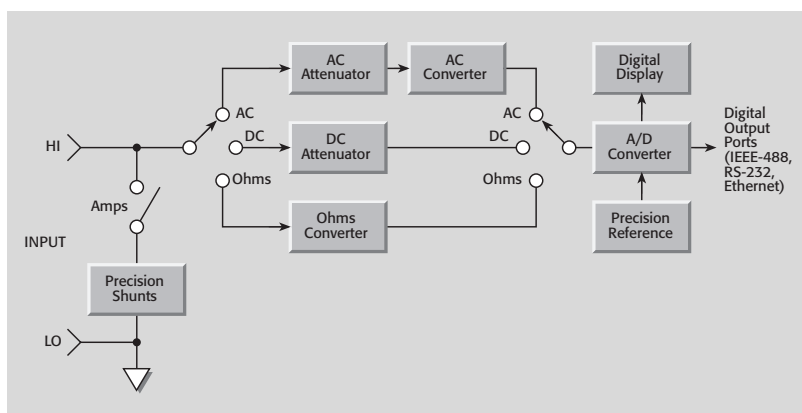 AC
Attenuator
AC
Converter
Digital
Display
AC
AC
HI
DC
DC
Attenuator
DC
A/D
Converter
Digital
Output
Ports
(IEEE-488,
RS-232,
Ethernet)
Ohms
Ohms
Amps
Ohms
Converter
Precision
Reference
INPUT
Precision
Shunts
LO